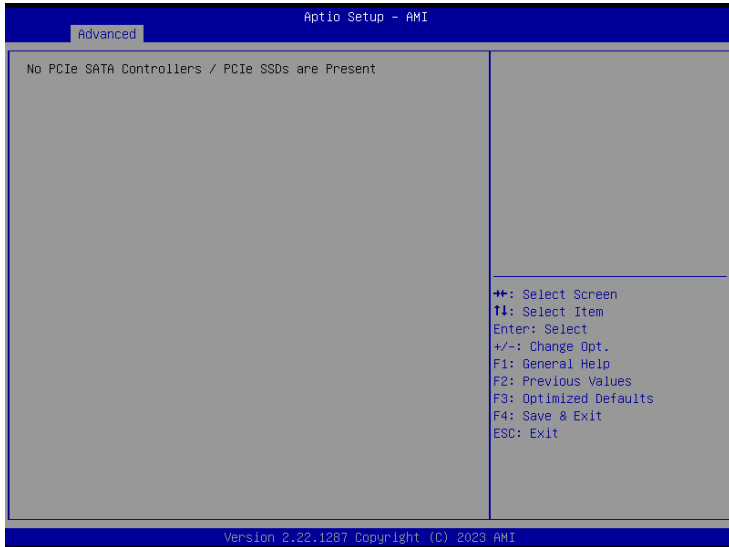 Aptio Setup – AMI
Advanced
No PCIe SATA Controllers / PCIe SSDs are Present
→←: Select Screen
↑↓: Select Item
Enter: Select
+/-: Change Opt.
F1: General Help
F2: Previous Values
F3: Optimized Defaults
F4: Save & Exit
ESC: Exit
Version 2.22.1287 Copyright (C) 2023 AMI